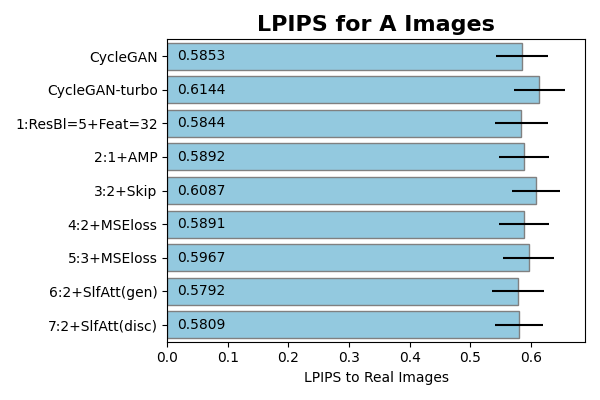 LPIPS for A Images
CycleGAN 0.5853
CycleGAN-turbo 0.6144
1:ResBl=5+Feat=32 0.5844
2:1+AMP 0.5892
3:2+Skip 0.6087
4:2+MSEloss 0.5891
5:3+MSEloss 0.5967
6:2+SlfAtt(gen) 0.5792
7:2+SlfAtt(disc) 0.5809
0.0 0.1 0.2 0.3 0.4 0.5 0.6
LPIPS to Real Images